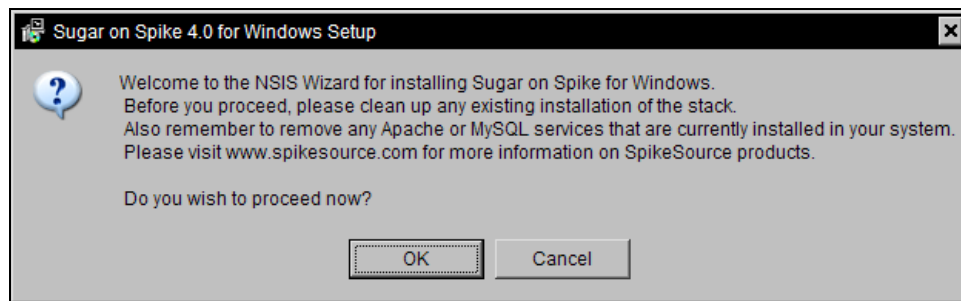 Sugar on Spike 4.0 for Windows Setup
Welcome to the NSIS Wizard for installing Sugar on Spike for Windows.
Before you proceed, please clean up any existing installation of the stack.
Also remember to remove any Apache or MySQL services that are currently installed in your system.
Please visit www.spikesource.com for more information on SpikeSource products.
Do you wish to proceed now?
OK
Cancel